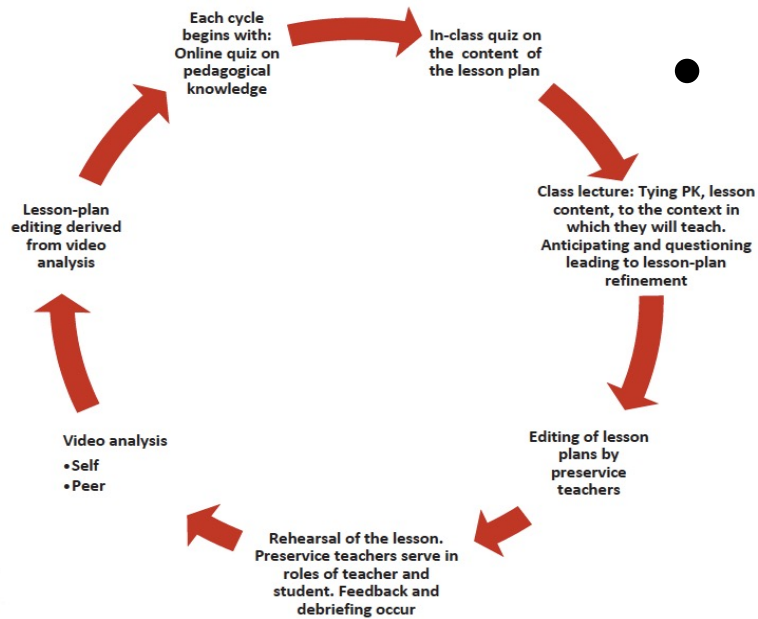 Each cycle
begins with:
Online quiz on
pedagogical
knowledge
In-class quiz on
the content of
the lesson plan
Class lecture: Tying PK, lesson
content, to the context in
which they will teach.
Anticipating and questioning
leading to lesson-plan
refinement
Editing of lesson
plans by
preservice
teachers
Rehearsal of the lesson.
Preservice teachers serve in
roles of teacher and
student. Feedback and
debriefing occur
Video analysis
•Self
•Peer
Lesson-plan
editing derived
from video
analysis